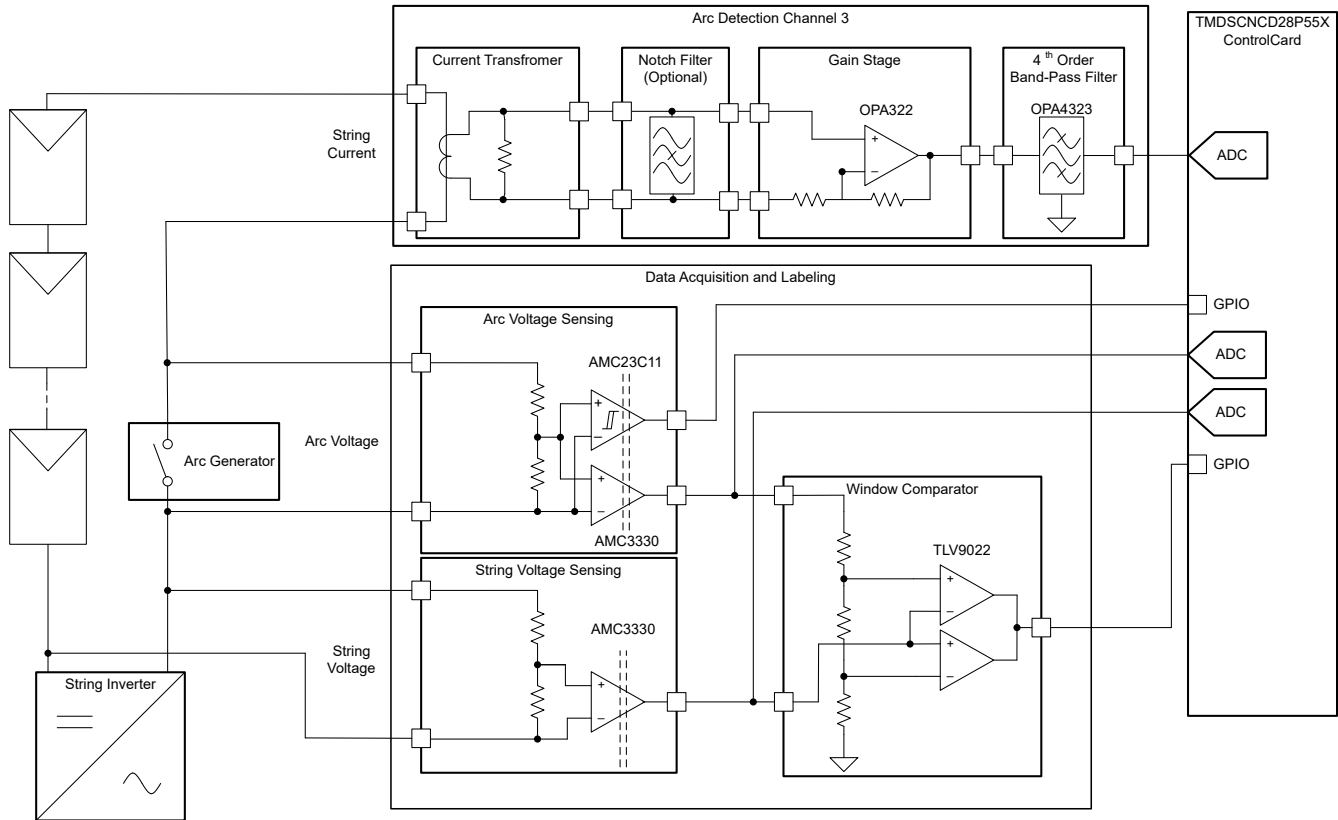 Arc Detection Channel 3
TMDSCNCD28P55X
ControlCard
Current Transfromer
Notch Filter
(Optional)
Gain Stage
4 th Order
Band-Pass Filter
OPA322
OPA4323
String
Current
ADC
Data Acquisition and Labeling
GPIO
Arc Voltage Sensing
ADC
AMC23C11
ADC
Arc Voltage
Arc Generator
GPIO
Window Comparator
AMC3330
TLV9022
String Voltage Sensing
AMC3330
String
Voltage
String Inverter